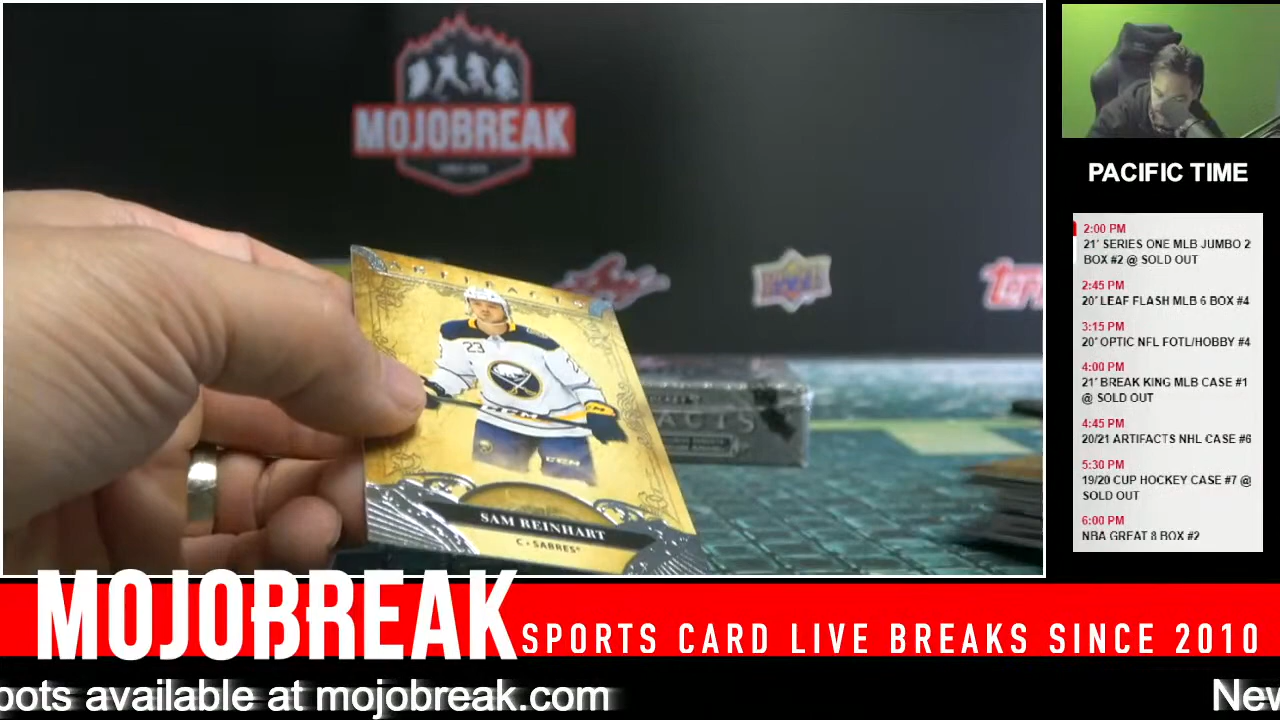 MOJOBREAK
ARTIFACTS
23
CCM
CCM
SAM REINHART
C • SABRES
topps
PACIFIC TIME
2:00 PM
21' SERIES ONE MLB JUMBO 2
BOX #2 @ SOLD OUT
2:45 PM
20' LEAF FLASH MLB 6 BOX #4
3:15 PM
20' OPTIC NFL FOTL/HOBBY #4
4:00 PM
21' BREAK KING MLB CASE #1
@ SOLD OUT
4:45 PM
20/21 ARTIFACTS NHL CASE #6
5:30 PM
19/20 CUP HOCKEY CASE #7 @
SOLD OUT
6:00 PM
NBA GREAT 8 BOX #2
MOJOBREAK SPORTS CARD LIVE BREAKS SINCE 2010
pots available at mojobreak.com New